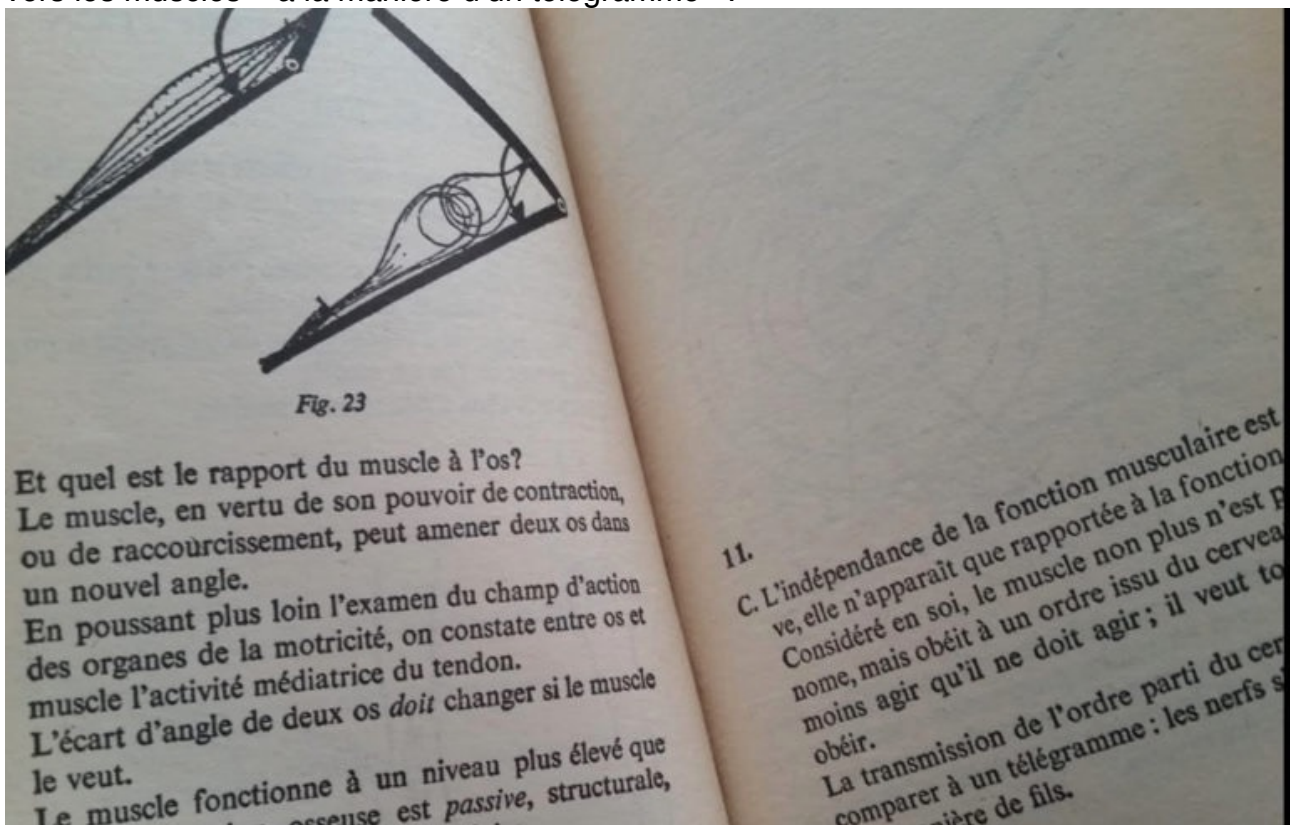 vers les muscles « à la manière d'un télégramme » :
Fig. 23
Et quel est le rapport du muscle à l'os?
Le muscle, en vertu de son pouvoir de contraction,
ou de raccourcissement, peut amener deux os dans
un nouvel angle.
En poussant plus loin l'examen du champ d'action
des organes de la motricité, on constate entre os et
muscle l'activité médiatrice du tendon.
L'écart d'angle de deux os doit changer si le muscle
le veut.
Le muscle fonctionne à un niveau plus élevé que
osseuse est passive, structurale,
11.
C. L'indépendance de la fonction musculaire est
ve, elle n'apparaît que rapportée à la fonction
Considéré en soi, le muscle non plus n'est p
nome, mais obéit à un ordre issu du cervea
moins agir qu'il ne doit agir; il veut to
obéir.
La transmission de l'ordre parti du cer
comparer à un télégramme : les nerfs s
nière de fils.